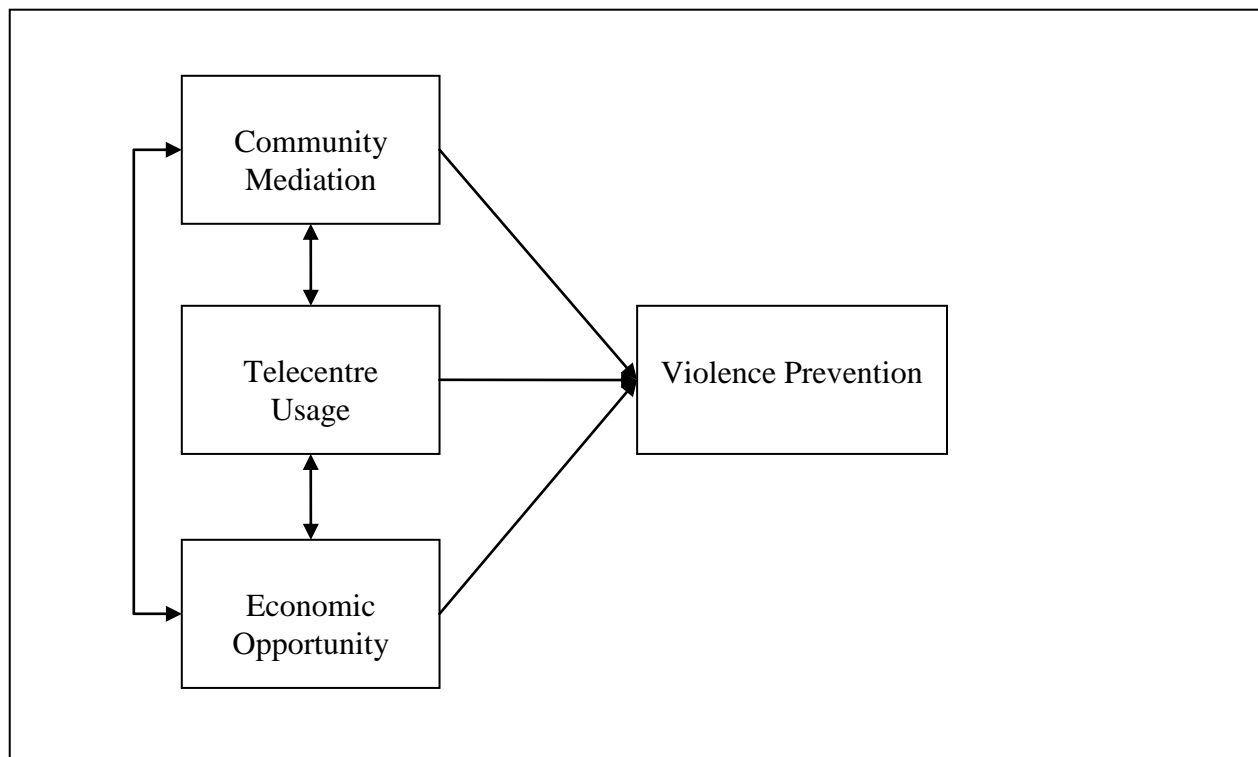 Community
Mediation
Telecentre
Usage
Violence Prevention
Economic
Opportunity